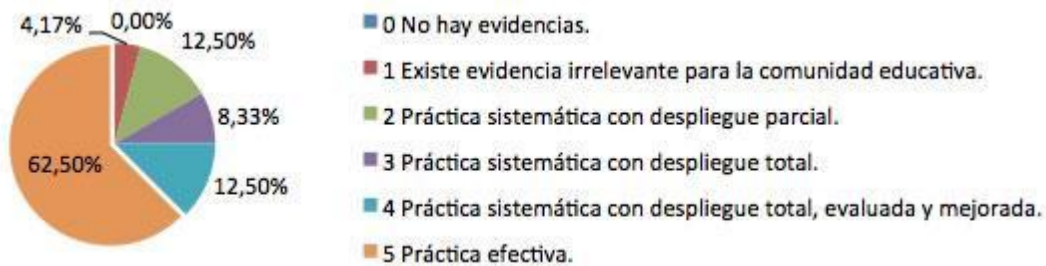 4,17% 0,00%
12,50%
8,33%
62,50%
12,50%
0 No hay evidencias.
1 Existe evidencia irrelevante para la comunidad educativa.
2 Práctica sistemática con despliegue parcial.
3 Práctica sistemática con despliegue total.
4 Práctica sistemática con despliegue total, evaluada y mejorada.
5 Práctica efectiva.